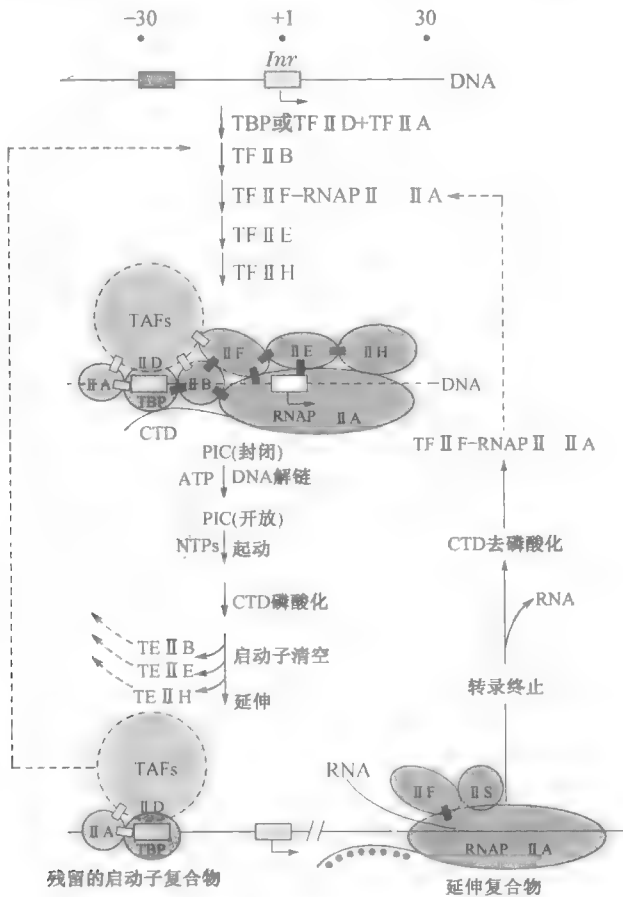 -30 +1 30
Inr
DNA
TBP或TFⅡD+TFⅡA
TFⅡB
TFⅡF-RNAPⅡ ⅡA
TFⅡE
TFⅡH
TAFs
ⅡD ⅡF ⅡE ⅡH
ⅡA ⅡB DNA
TBP
RNAP ⅡA
CTD
PIC(封闭)
TFⅡF-RNAPⅡ ⅡA
ATP DNA解链
PIC(开放)
NTPs 起动
CTD去磷酸化
CTD磷酸化
RNA
TEⅡB
启动子清空
TEⅡE
转录终止
TEⅡH
延伸
TAFs
RNA
ⅡF ⅡS
ⅡD
ⅡA
TBP
RNAP ⅡA
残留的启动子复合物
延伸复合物